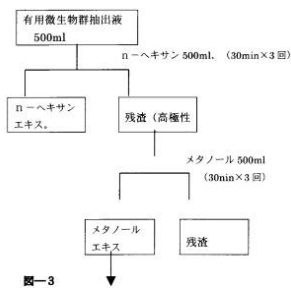 有用微生物群抽出液
500ml
n－ヘキサン 500ml、（30min×3 回）
n－ヘキサン
エキス。
残渣（高極性
メタノール 500ml
（30nin×3 回）
メタノール
エキス
残渣
図―3